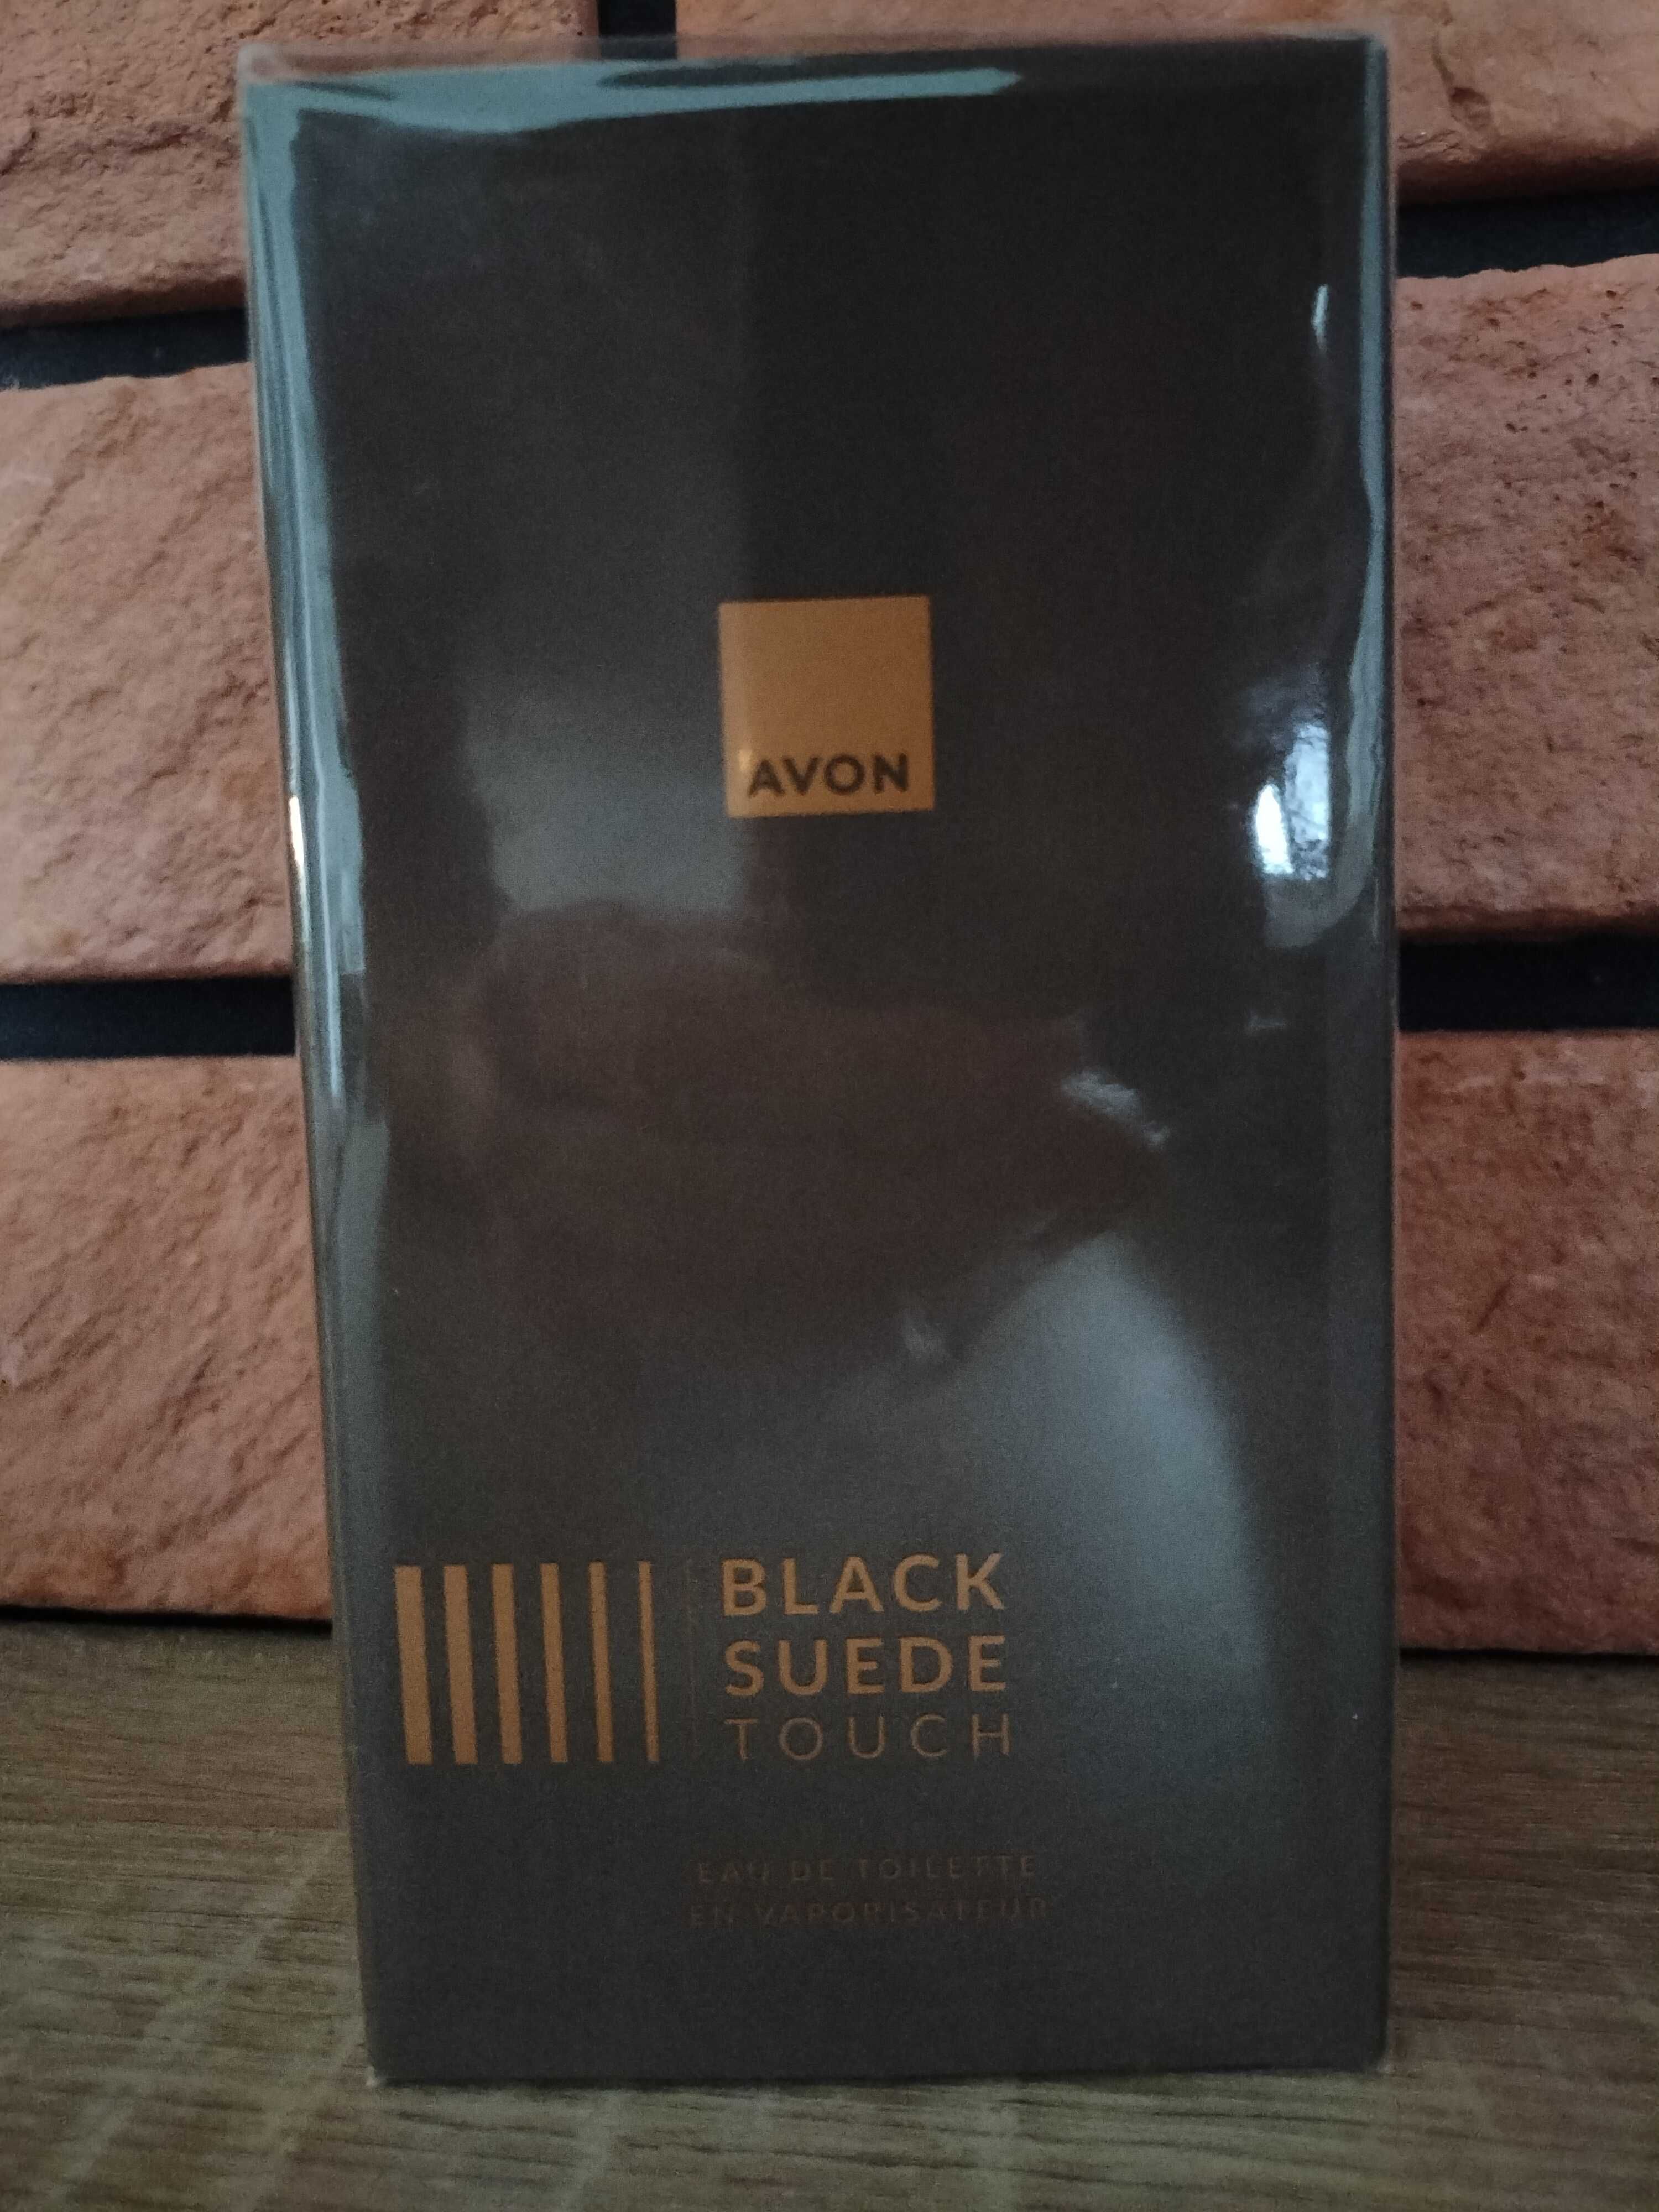 AVON
BLACK
SUEDE
TOUCH
EAU DE TOILETTE
EN VAPORISATEUR